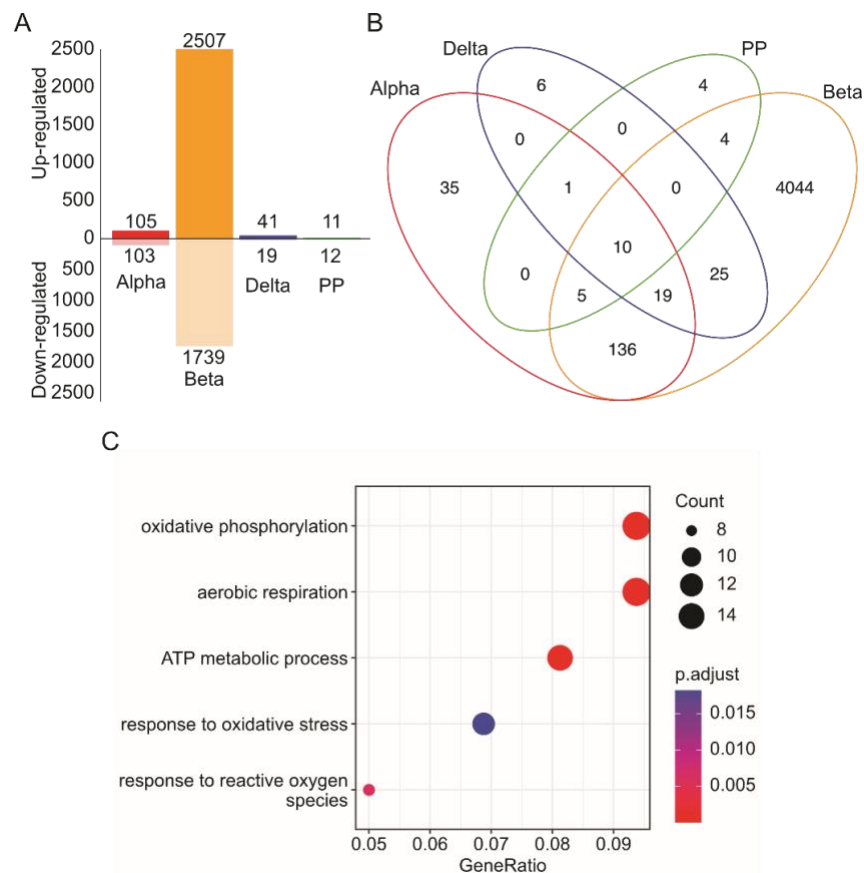 A
2500
2000
1500
1000
500
0
500
1000
1500
2000
2500
Up-regulated
Down-regulated
2507
105
41
11
103
19
12
Alpha
Delta
PP
1739
Beta
B
Delta
PP
Alpha
Beta
6
4
0
0
4
35
1
0
4044
10
0
25
5
19
136
C
oxidative phosphorylation
aerobic respiration
ATP metabolic process
response to oxidative stress
response to reactive oxygen
species
0.05
0.06
0.07
0.08
0.09
GeneRatio
Count
8
10
12
14
p.adjust
0.015
0.010
0.005